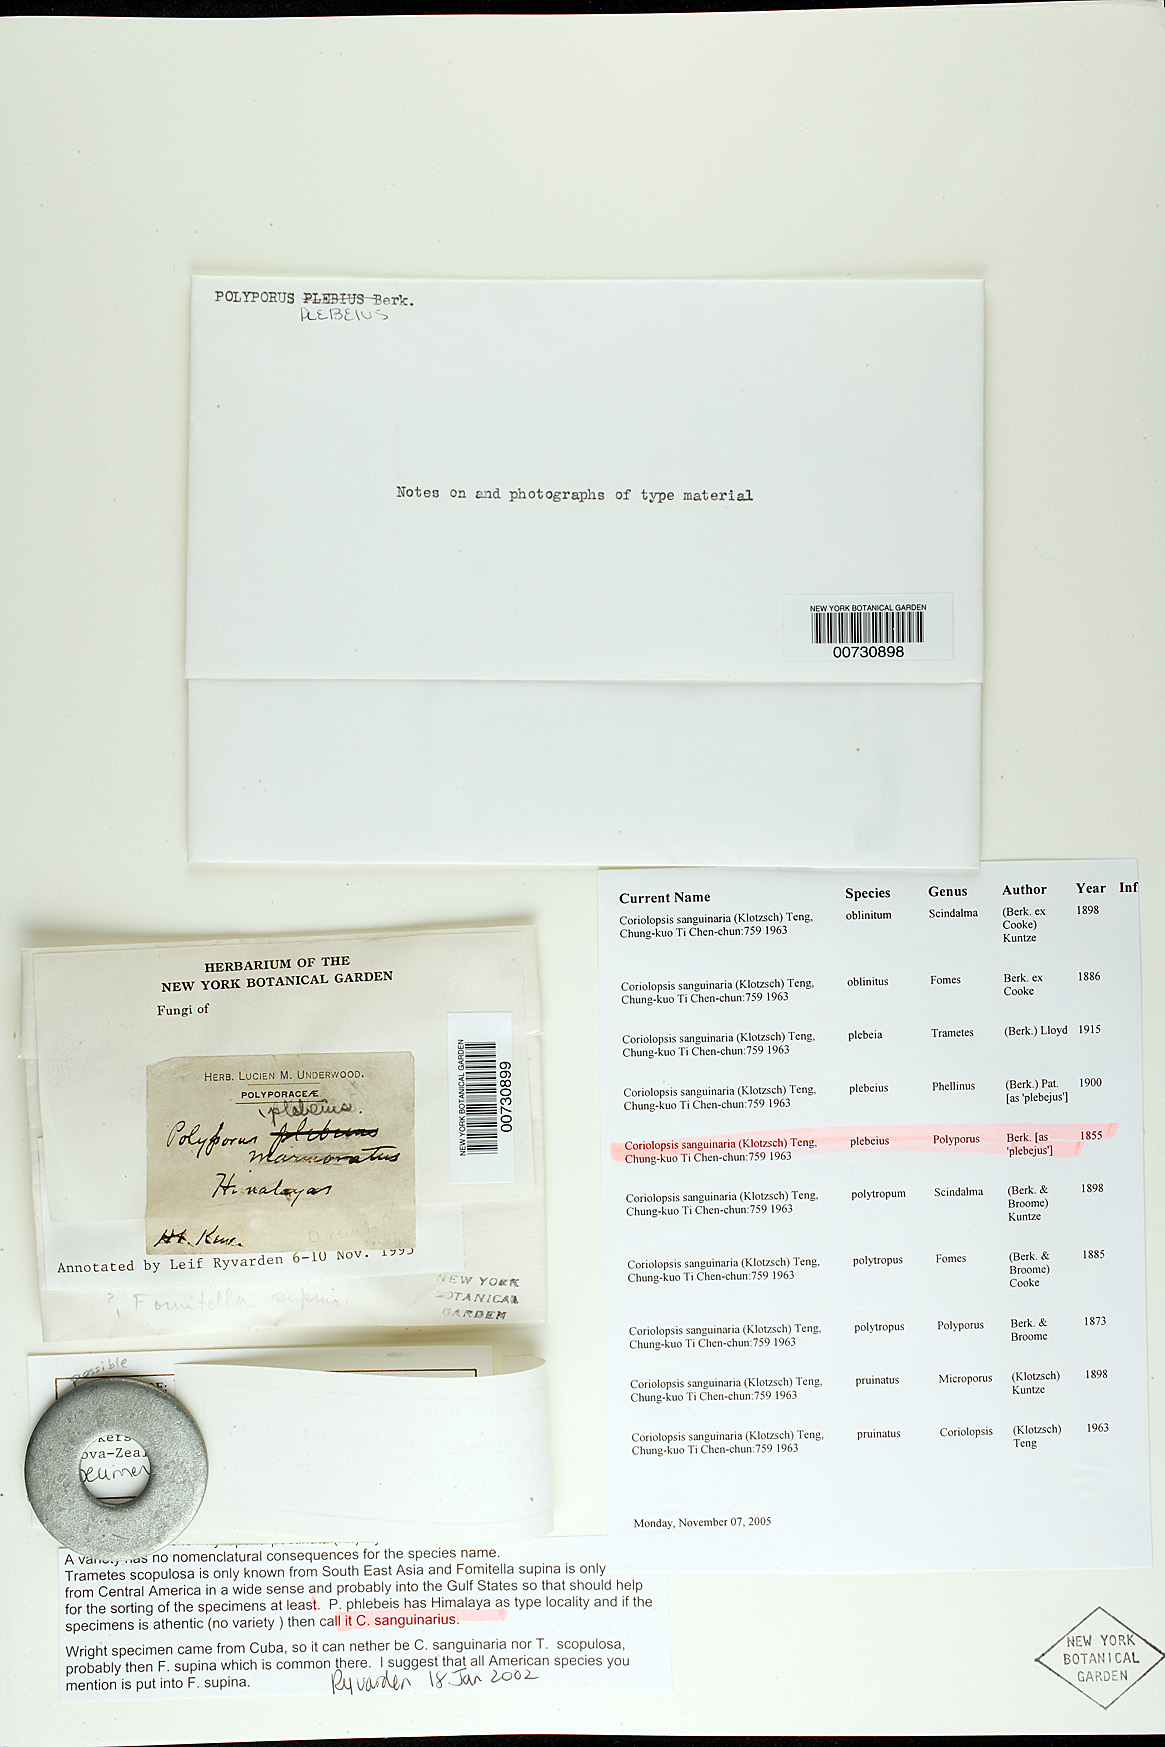 POLYPORUS PLEBIUS Berk.
PLEBEIUS
Notes on and photographs of type material
NEW YORK BOTANICAL GARDEN
00730898
HERBARIUM OF THE
NEW YORK BOTANICAL GARDEN
Fungi of
HERB. LUCIEN M. UNDERWOOD.
POLYPORACEÆ
plebeius.
Polyporus plebeius
marmoratus
Himalayas
Annotated by Leif Ryvarden 6-10 Nov. 1995
?, Fomitella supina
NEW YORK
BOTANICAL
GARDEN
NEW YORK BOTANICAL GARDEN
00730899
possible
ova-Zea
pecimen
A variety has no nomenclatural consequences for the species name.
Trametes scopulosa is only known from South East Asia and Fomitella supina is only
from Central America in a wide sense and probably into the Gulf States so that should help
for the sorting of the specimens at least. P. phlebeis has Himalaya as type locality and if the
specimens is athentic (no variety ) then call it C. sanguinarius.
Wright specimen came from Cuba, so it can nether be C. sanguinaria nor T. scopulosa,
probably then F. supina which is common there. I suggest that all American species you
mention is put into F. supina.
Ryvarden 18 Jan 2002
Current Name Species Genus Author Year Inf
Coriolopsis sanguinaria (Klotzsch) Teng, oblinitum Scindalma (Berk. ex 1898
Chung-kuo Ti Chen-chun:759 1963 Cooke)
Kuntze
Coriolopsis sanguinaria (Klotzsch) Teng, oblinitus Fomes Berk. ex 1886
Chung-kuo Ti Chen-chun:759 1963 Cooke
Coriolopsis sanguinaria (Klotzsch) Teng, plebeia Trametes (Berk.) Lloyd 1915
Chung-kuo Ti Chen-chun:759 1963
Coriolopsis sanguinaria (Klotzsch) Teng, plebeius Phellinus (Berk.) Pat. 1900
Chung-kuo Ti Chen-chun:759 1963 [as 'plebejus']
Coriolopsis sanguinaria (Klotzsch) Teng, plebeius Polyporus Berk. [as 1855
Chung-kuo Ti Chen-chun:759 1963 'plebejus']
Coriolopsis sanguinaria (Klotzsch) Teng, polytropum Scindalma (Berk. & 1898
Chung-kuo Ti Chen-chun:759 1963 Broome)
Kuntze
Coriolopsis sanguinaria (Klotzsch) Teng, polytropus Fomes (Berk. & 1885
Chung-kuo Ti Chen-chun:759 1963 Broome)
Cooke
Coriolopsis sanguinaria (Klotzsch) Teng, polytropus Polyporus Berk. & 1873
Chung-kuo Ti Chen-chun:759 1963 Broome
Coriolopsis sanguinaria (Klotzsch) Teng, pruinatus Microporus (Klotzsch) 1898
Chung-kuo Ti Chen-chun:759 1963 Kuntze
Coriolopsis sanguinaria (Klotzsch) Teng, pruinatus Coriolopsis (Klotzsch) 1963
Chung-kuo Ti Chen-chun:759 1963 Teng
Monday, November 07, 2005
NEW YORK
BOTANICAL
GARDEN